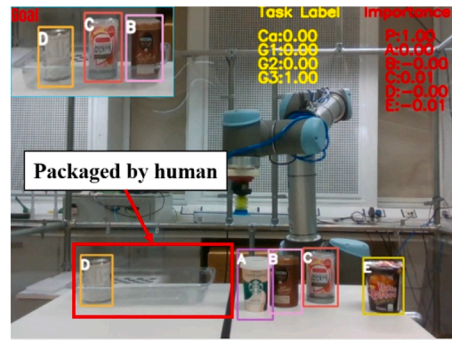 Goal
D
C
B
Task Label
Ca:0.00
G1:0.00
G2:0.00
G3:1.00
Importance
P:1.00
A:0.00
B:-0.00
C:0.01
D:-0.00
E:-0.01
Packaged by human
D
A
B
C
E